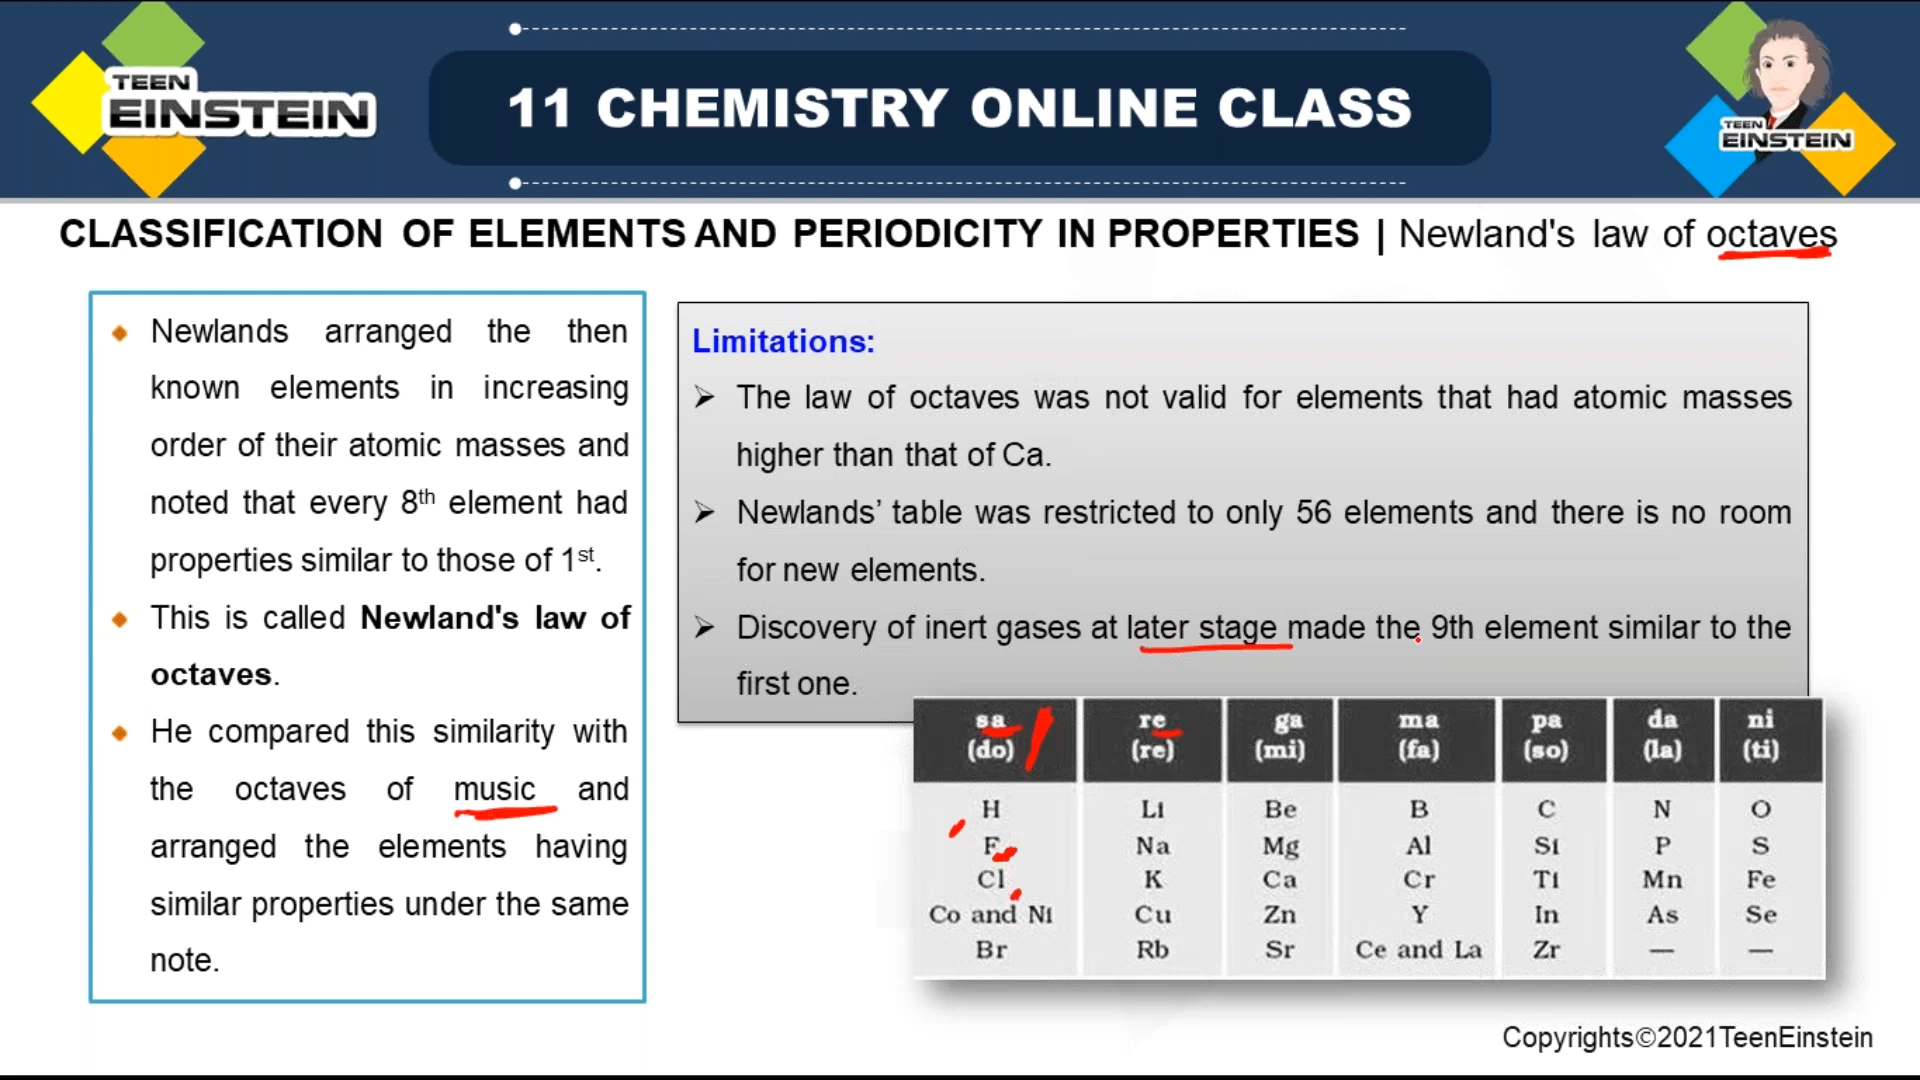 TEEN
EINSTEIN
11 CHEMISTRY ONLINE CLASS
TEEN
EINSTEIN
CLASSIFICATION OF ELEMENTS AND PERIODICITY IN PROPERTIES | Newland's law of octaves
Newlands arranged the then
known elements in increasing
order of their atomic masses and
noted that every 8th element had
properties similar to those of 1st.
This is called Newland's law of
octaves.
He compared this similarity with
the octaves of music and
arranged the elements having
similar properties under the same
note.
Limitations:
The law of octaves was not valid for elements that had atomic masses
higher than that of Ca.
Newlands’ table was restricted to only 56 elements and there is no room
for new elements.
Discovery of inert gases at later stage made the 9th element similar to the
first one.
sa re ga ma pa da ni
(do) (re) (mi) (fa) (so) (la) (ti)
H Li Be B C N O
F Na Mg Al Si P S
Cl K Ca Cr Ti Mn Fe
Co and Ni Cu Zn Y In As Se
Br Rb Sr Ce and La Zr — —
Copyrights©2021TeenEinstein